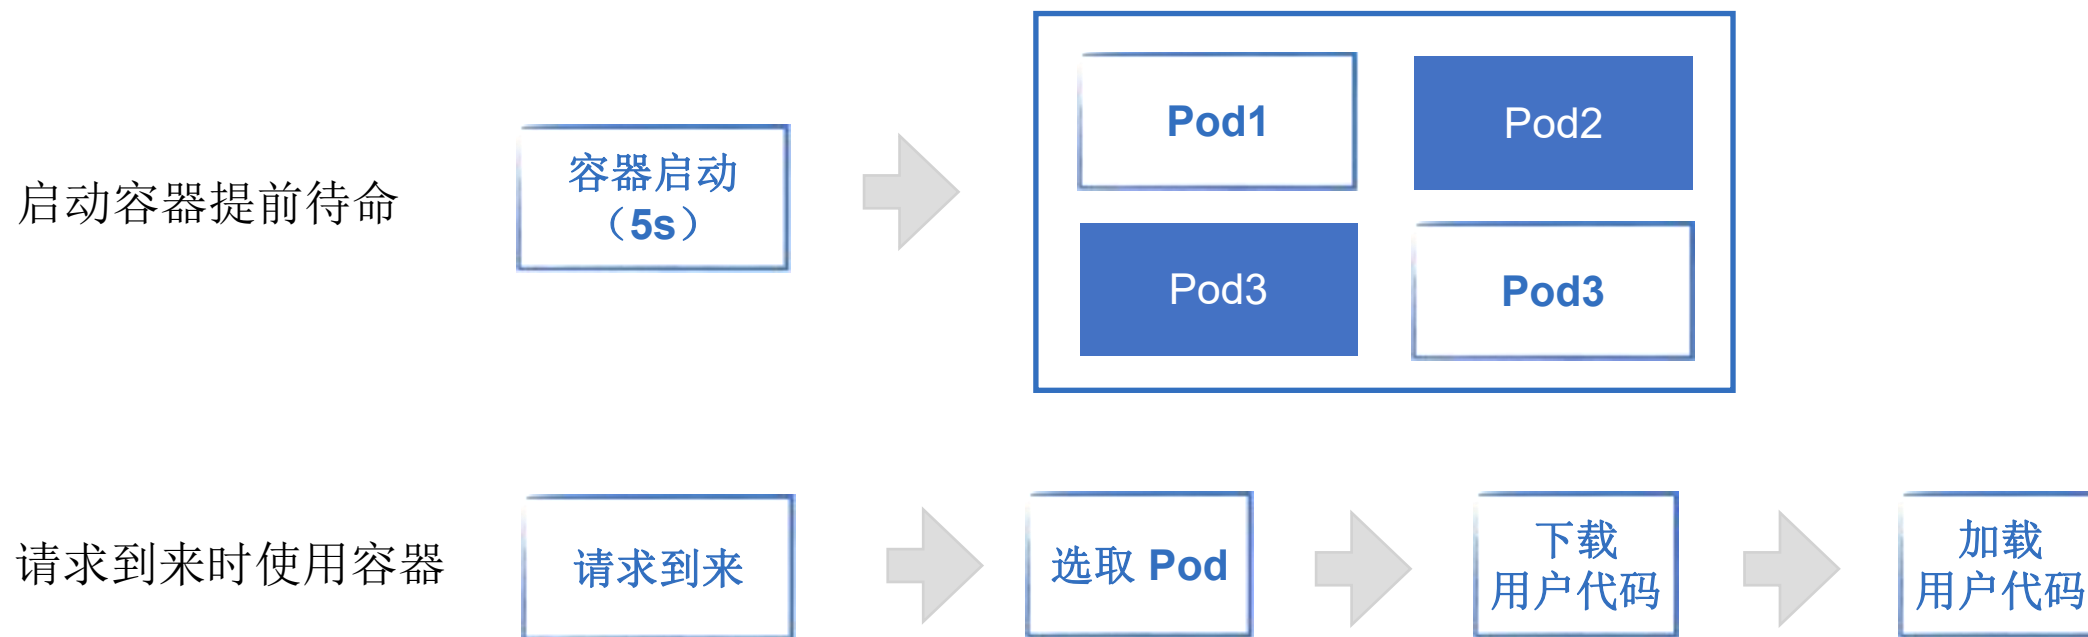 启动容器提前待命
容器启动
（5s）
Pod1
Pod2
Pod3
Pod3
请求到来时使用容器
请求到来
选取 Pod
下载
用户代码
加载
用户代码